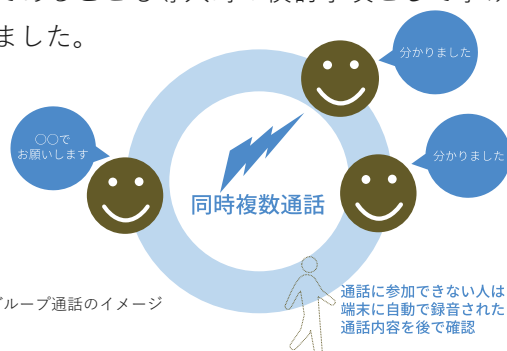 ました。
分かりました
○○で
お願いします
分かりました
同時複数通話
グループ通話のイメージ
通話に参加できない人は
端末に自動で録音された
通話内容を後で確認